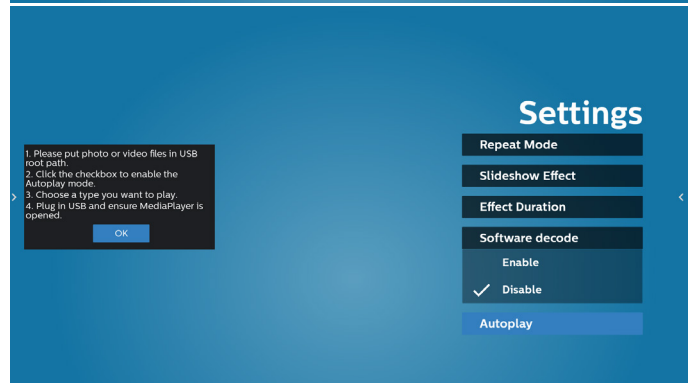 Settings
1. Please put photo or video files in USB
root path.
2. Click the checkbox to enable the
Autoplay mode.
3. Choose a type you want to play.
4. Plug in USB and ensure MediaPlayer is
opened.
OK
Repeat Mode
Slideshow Effect
Effect Duration
Software decode
Enable
Disable
Autoplay